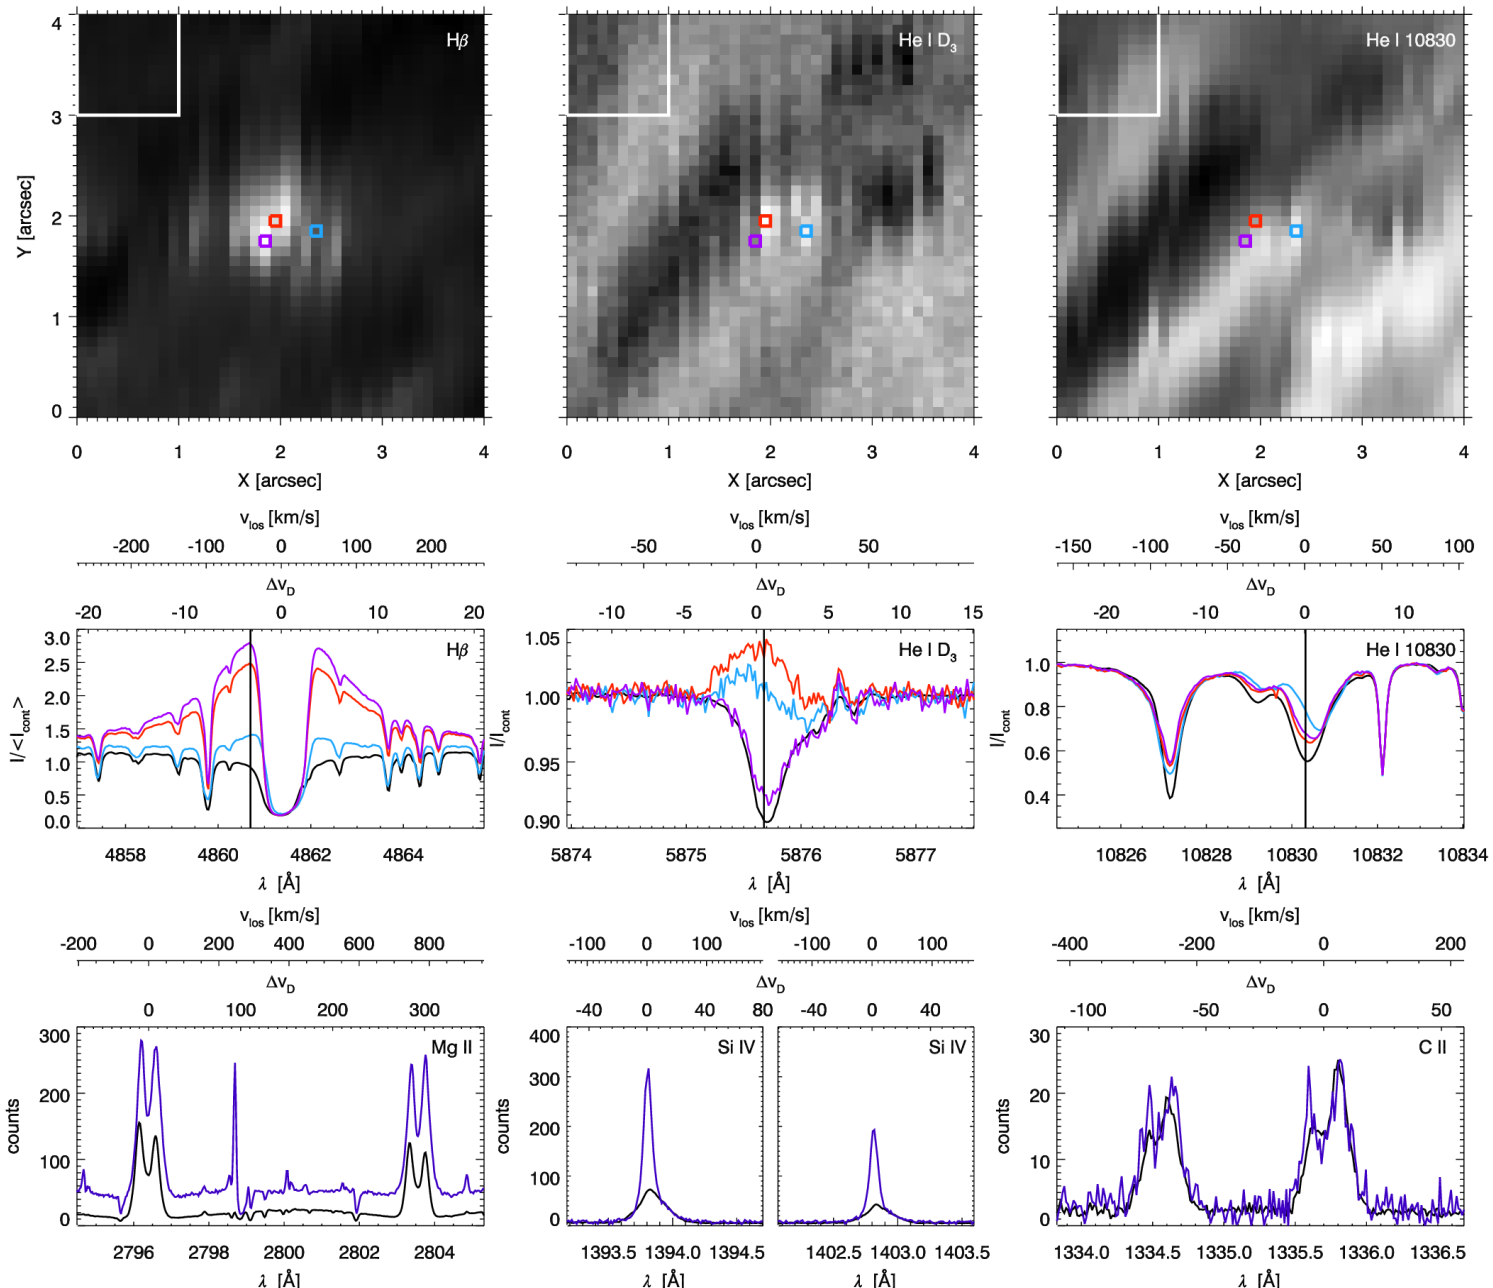 Hβ
He I D3
He I 10830
4
3
2
1
0
Y [arcsec]
0 1 2 3 4
0 1 2 3 4
0 1 2 3 4
X [arcsec]
X [arcsec]
X [arcsec]
vlos [km/s]
vlos [km/s]
vlos [km/s]
-200 -100 0 100 200
-50 0 50
-150 -100 -50 0 50 100
ΔvD
ΔvD
ΔvD
-20 -10 0 10 20
-10 -5 0 5 10 15
-20 -10 0 10
Hβ
He I D3
He I 10830
3.0
2.5
2.0
1.5
1.0
0.5
0.0
I/<Icont>
1.05
1.00
0.95
0.90
I/Icont
1.0
0.8
0.6
0.4
I/Icont
4858 4860 4862 4864
5874 5875 5876 5877
10826 10828 10830 10832 10834
λ [Å]
λ [Å]
λ [Å]
vlos [km/s]
vlos [km/s]
vlos [km/s]
-200 0 200 400 600 800
-100 0 100
-100 0 100
-400 -200 0 200
ΔvD
ΔvD
ΔvD
0 100 200 300
-40 0 40 80
-40 0 40
-100 -50 0 50
Mg II
Si IV
Si IV
C II
300
200
100
0
counts
400
300
200
100
0
counts
30
20
10
0
counts
2796 2798 2800 2802 2804
1393.5 1394.0 1394.5
1402.5 1403.0 1403.5
1334.0 1334.5 1335.0 1335.5 1336.0 1336.5
λ [Å]
λ [Å]
λ [Å]
λ [Å]